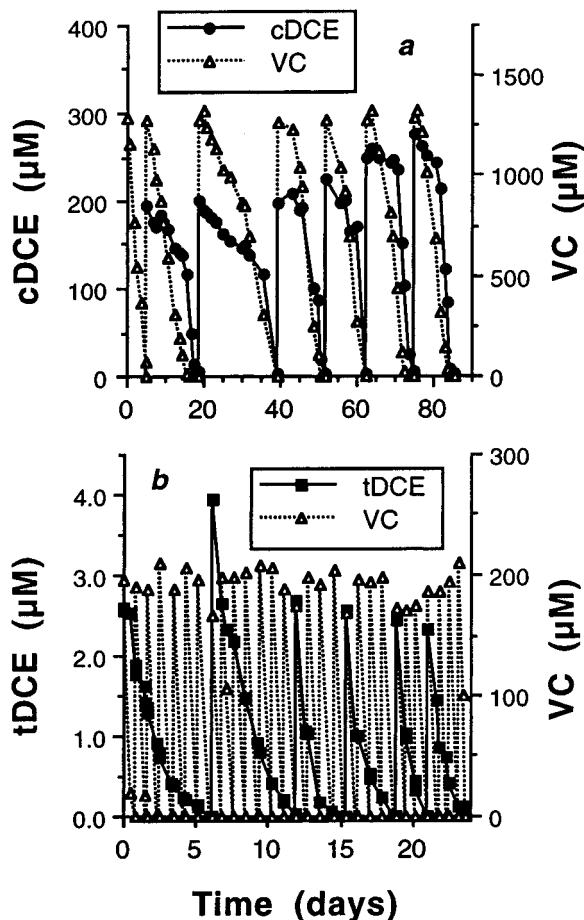 400
cDCE
VC
a
1500
300
200
100
0
cDCE (µM)
1000
500
0
VC (µM)
0 20 40 60 80
b
tDCE
VC
4.0
3.0
2.0
1.0
0.0
tDCE (µM)
300
200
100
0
VC (µM)
0 5 10 15 20
Time (days)